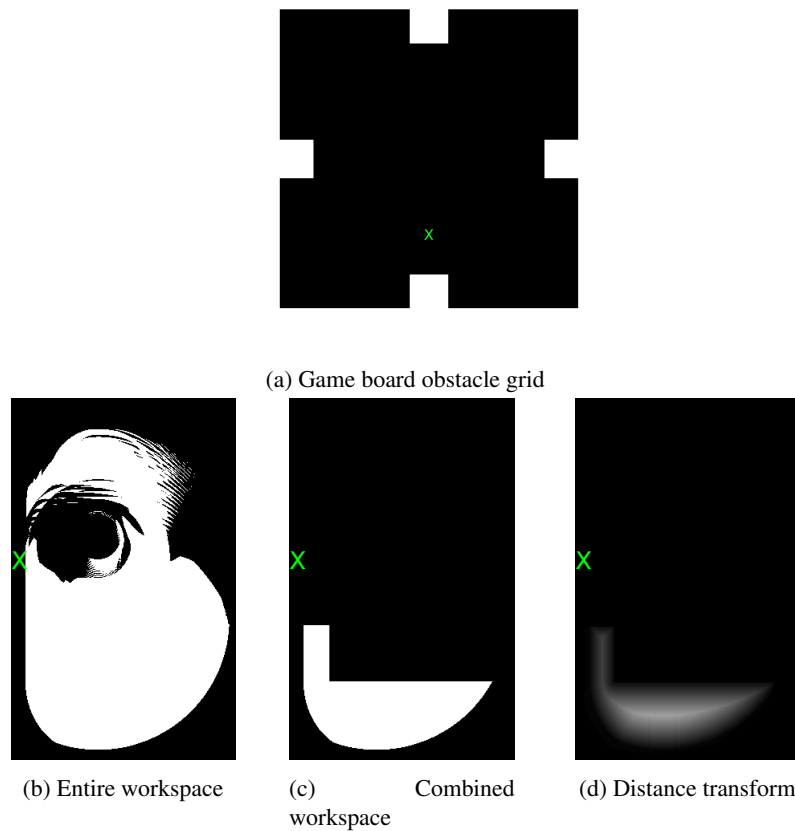 x
(a) Game board obstacle grid
X X X
(b) Entire workspace (c) Combined (d) Distance transform
workspace